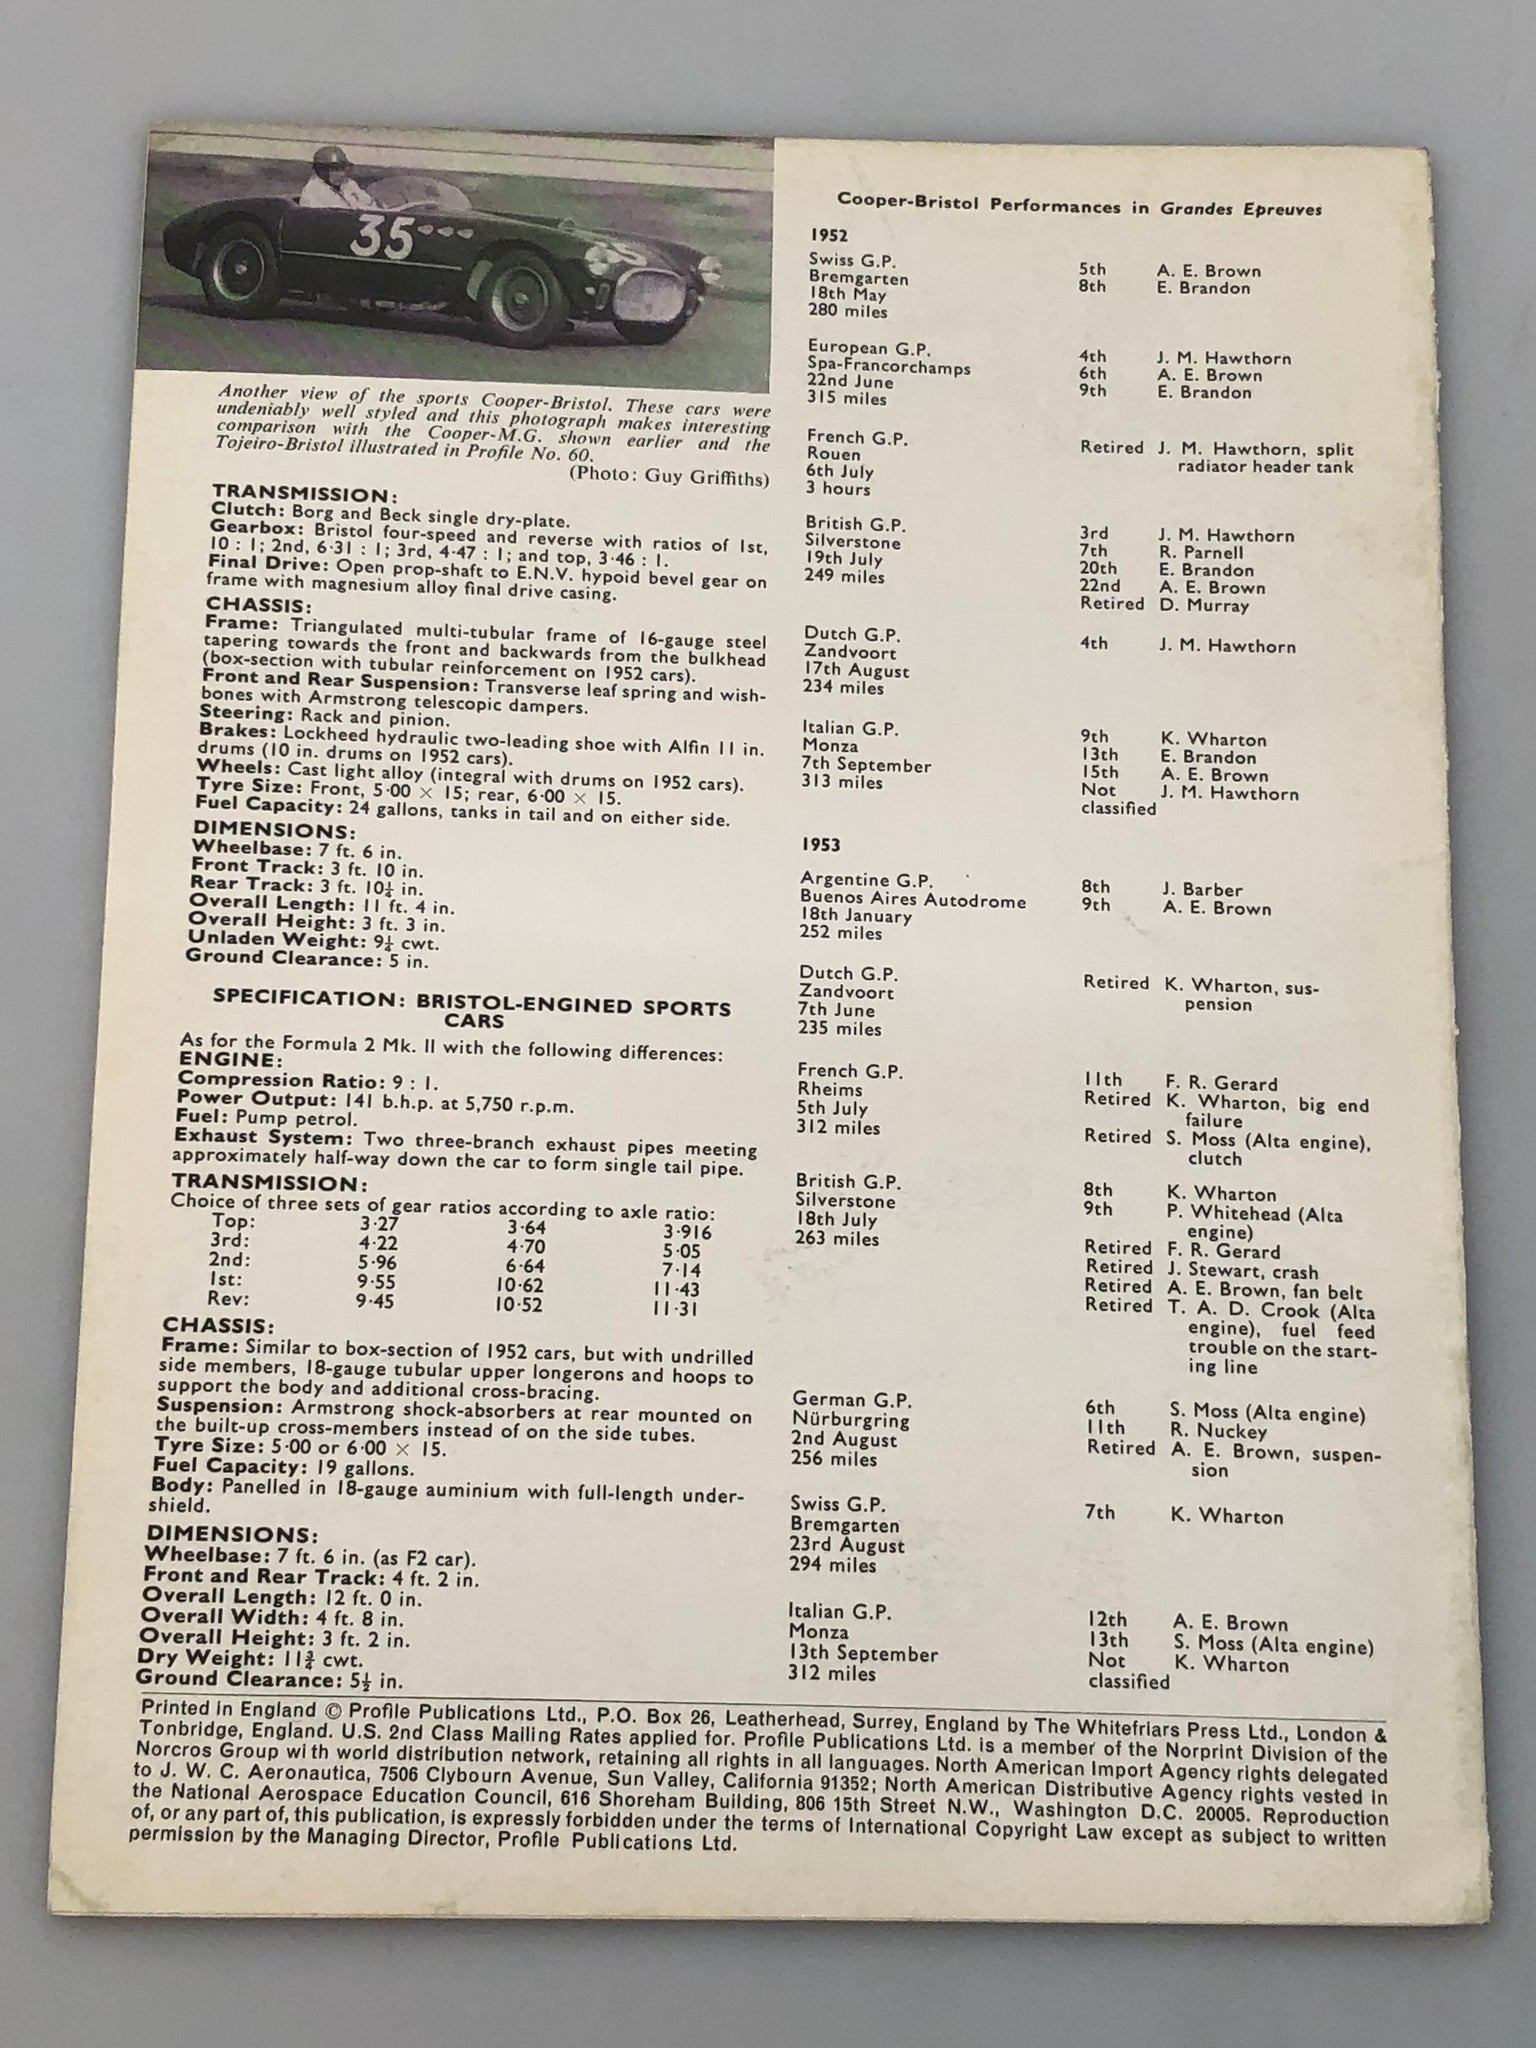 35
Another view of the sports Cooper-Bristol. These cars were
undeniably well styled and this photograph makes interesting
comparison with the Cooper-M.G. shown earlier and the
Tojeiro-Bristol illustrated in Profile No. 60.
(Photo: Guy Griffiths)
TRANSMISSION:
Clutch: Borg and Beck single dry-plate.
Gearbox: Bristol four-speed and reverse with ratios of 1st,
10 : 1; 2nd, 6·31 : 1; 3rd, 4·47 : 1; and top, 3·46 : 1.
Final Drive: Open prop-shaft to E.N.V. hypoid bevel gear on
frame with magnesium alloy final drive casing.
CHASSIS:
Frame: Triangulated multi-tubular frame of 16-gauge steel
tapering towards the front and backwards from the bulkhead
(box-section with tubular reinforcement on 1952 cars).
Front and Rear Suspension: Transverse leaf spring and wish-
bones with Armstrong telescopic dampers.
Steering: Rack and pinion.
Brakes: Lockheed hydraulic two-leading shoe with Alfin 11 in.
drums (10 in. drums on 1952 cars).
Wheels: Cast light alloy (integral with drums on 1952 cars).
Tyre Size: Front, 5·00 × 15; rear, 6·00 × 15.
Fuel Capacity: 24 gallons, tanks in tail and on either side.
DIMENSIONS:
Wheelbase: 7 ft. 6 in.
Front Track: 3 ft. 10 in.
Rear Track: 3 ft. 10½ in.
Overall Length: 11 ft. 4 in.
Overall Height: 3 ft. 3 in.
Unladen Weight: 9¼ cwt.
Ground Clearance: 5 in.
SPECIFICATION: BRISTOL-ENGINED SPORTS
CARS
As for the Formula 2 Mk. II with the following differences:
ENGINE:
Compression Ratio: 9 : 1.
Power Output: 141 b.h.p. at 5,750 r.p.m.
Fuel: Pump petrol.
Exhaust System: Two three-branch exhaust pipes meeting
approximately half-way down the car to form single tail pipe.
TRANSMISSION:
Choice of three sets of gear ratios according to axle ratio:
Top: 3·27 3·64 3·916
3rd: 4·22 4·70 5·05
2nd: 5·96 6·64 7·14
1st: 9·55 10·62 11·43
Rev: 9·45 10·52 11·31
CHASSIS:
Frame: Similar to box-section of 1952 cars, but with undrilled
side members, 18-gauge tubular upper longerons and hoops to
support the body and additional cross-bracing.
Suspension: Armstrong shock-absorbers at rear mounted on
the built-up cross-members instead of on the side tubes.
Tyre Size: 5·00 or 6·00 × 15.
Fuel Capacity: 19 gallons.
Body: Panelled in 18-gauge auminium with full-length under-
shield.
DIMENSIONS:
Wheelbase: 7 ft. 6 in. (as F2 car).
Front and Rear Track: 4 ft. 2 in.
Overall Length: 12 ft. 0 in.
Overall Width: 4 ft. 8 in.
Overall Height: 3 ft. 2 in.
Dry Weight: 11¾ cwt.
Ground Clearance: 5½ in.
Cooper-Bristol Performances in Grandes Epreuves
1952
Swiss G.P.
Bremgarten 5th A. E. Brown
18th May 8th E. Brandon
280 miles
European G.P.
Spa-Francorchamps 4th J. M. Hawthorn
22nd June 6th A. E. Brown
315 miles 9th E. Brandon
French G.P. Retired J. M. Hawthorn, split
Rouen radiator header tank
6th July
3 hours
British G.P. 3rd J. M. Hawthorn
Silverstone 7th R. Parnell
19th July 20th E. Brandon
249 miles 22nd A. E. Brown
Retired D. Murray
Dutch G.P. 4th J. M. Hawthorn
Zandvoort
17th August
234 miles
Italian G.P. 9th K. Wharton
Monza 13th E. Brandon
7th September 15th A. E. Brown
313 miles Not J. M. Hawthorn
classified
1953
Argentine G.P. 8th J. Barber
Buenos Aires Autodrome 9th A. E. Brown
18th January
252 miles
Dutch G.P. Retired K. Wharton, sus-
Zandvoort pension
7th June
235 miles
French G.P. 11th F. R. Gerard
Rheims Retired K. Wharton, big end
5th July failure
312 miles Retired S. Moss (Alta engine),
clutch
British G.P. 8th K. Wharton
Silverstone 9th P. Whitehead (Alta
18th July engine)
263 miles Retired F. R. Gerard
Retired J. Stewart, crash
Retired A. E. Brown, fan belt
Retired T. A. D. Crook (Alta
engine), fuel feed
trouble on the start-
ing line
German G.P. 6th S. Moss (Alta engine)
Nürburgring 11th R. Nuckey
2nd August Retired A. E. Brown, suspen-
256 miles sion
Swiss G.P. 7th K. Wharton
Bremgarten
23rd August
294 miles
Italian G.P. 12th A. E. Brown
Monza 13th S. Moss (Alta engine)
13th September Not K. Wharton
312 miles classified
Printed in England © Profile Publications Ltd., P.O. Box 26, Leatherhead, Surrey, England by The Whitefriars Press Ltd., London &
Tonbridge, England. U.S. 2nd Class Mailing Rates applied for. Profile Publications Ltd. is a member of the Norprint Division of the
Norcros Group with world distribution network, retaining all rights in all languages. North American Import Agency rights delegated
to J. W. C. Aeronautica, 7506 Clybourn Avenue, Sun Valley, California 91352; North American Distributive Agency rights vested in
the National Aerospace Education Council, 616 Shoreham Building, 806 15th Street N.W., Washington D.C. 20005. Reproduction
of, or any part of, this publication, is expressly forbidden under the terms of International Copyright Law except as subject to written
permission by the Managing Director, Profile Publications Ltd.